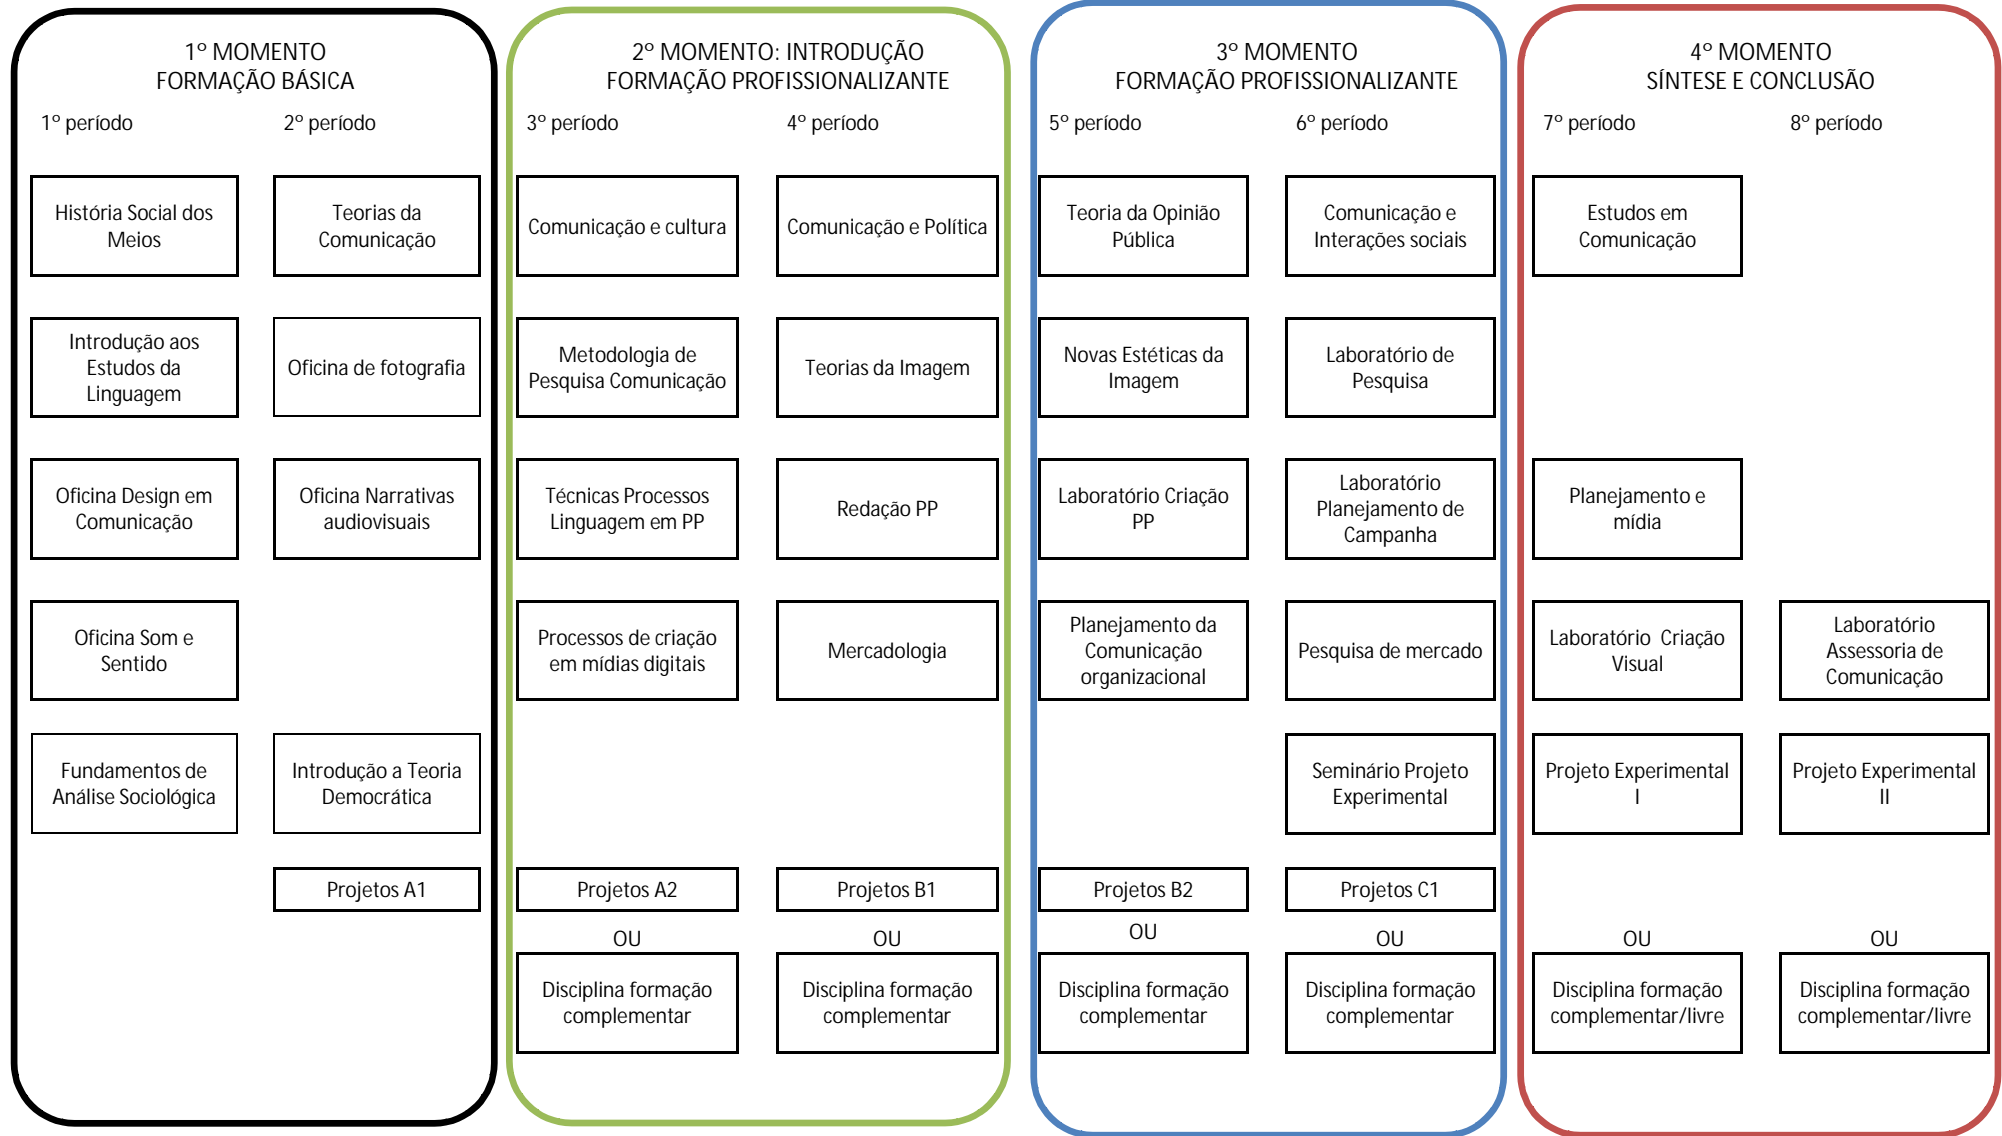 1º MOMENTO
FORMAÇÃO BÁSICA
1º período
2º período
História Social dos
Meios
Teorias da
Comunicação
Introdução aos
Estudos da
Linguagem
Oficina de fotografia
Oficina Design em
Comunicação
Oficina Narrativas
audiovisuais
Oficina Som e
Sentido
Fundamentos de
Análise Sociológica
Introdução a Teoria
Democrática
Projetos A1
2º MOMENTO: INTRODUÇÃO
FORMAÇÃO PROFISSIONALIZANTE
3º período
4º período
Comunicação e cultura
Comunicação e Política
Metodologia de
Pesquisa Comunicação
Teorias da Imagem
Técnicas Processos
Linguagem em PP
Redação PP
Processos de criação
em mídias digitais
Mercadologia
Projetos A2
Projetos B1
OU
OU
Disciplina formação
complementar
Disciplina formação
complementar
3º MOMENTO
FORMAÇÃO PROFISSIONALIZANTE
5º período
6º período
Teoria da Opinião
Pública
Comunicação e
Interações sociais
Novas Estéticas da
Imagem
Laboratório de
Pesquisa
Laboratório Criação
PP
Laboratório
Planejamento de
Campanha
Planejamento da
Comunicação
organizacional
Pesquisa de mercado
Seminário Projeto
Experimental
Projetos B2
Projetos C1
OU
OU
Disciplina formação
complementar
Disciplina formação
complementar
4º MOMENTO
SÍNTESE E CONCLUSÃO
7º período
8º período
Estudos em
Comunicação
Planejamento e
mídia
Laboratório Criação
Visual
Laboratório
Assessoria de
Comunicação
Projeto Experimental
I
Projeto Experimental
II
OU
OU
Disciplina formação
complementar/livre
Disciplina formação
complementar/livre